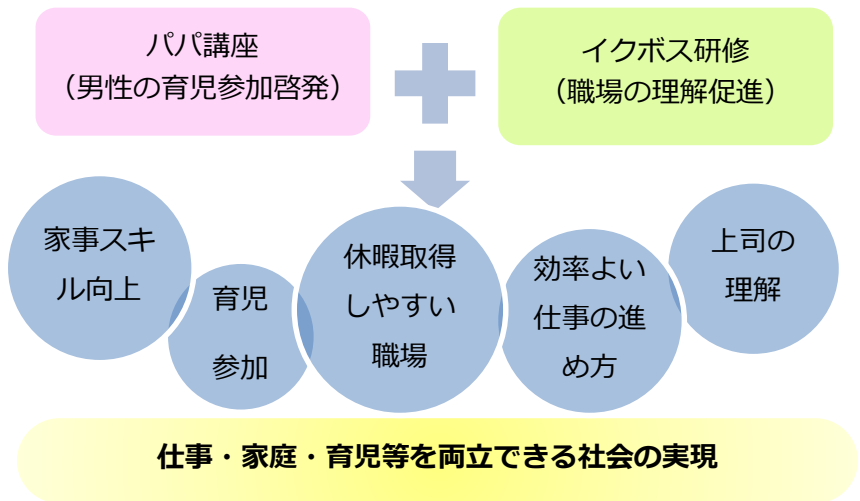 パパ講座
（男性の育児参加啓発）
イクボス研修
（職場の理解促進）
家事スキ
ル向上
育児
参加
休暇取得
しやすい
職場
効率よい
仕事の進
め方
上司の
理解
仕事・家庭・育児等を両立できる社会の実現